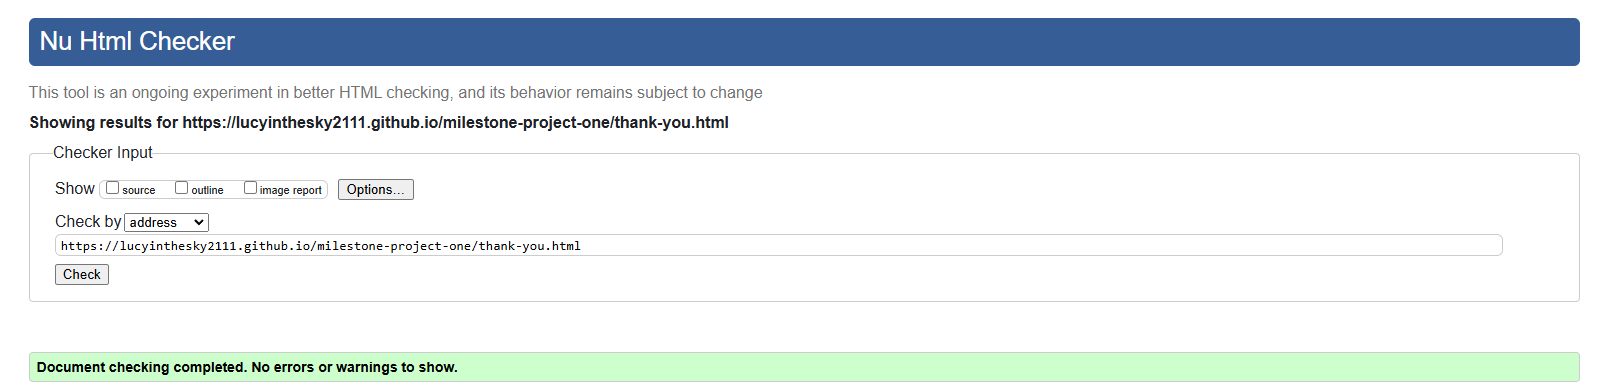 Nu Html Checker
This tool is an ongoing experiment in better HTML checking, and its behavior remains subject to change
Showing results for https://lucyinthesky2111.github.io/milestone-project-one/thank-you.html
Checker Input
Show source outline image report Options...
Check by address
https://lucyinthesky2111.github.io/milestone-project-one/thank-you.html
Check
Document checking completed. No errors or warnings to show.